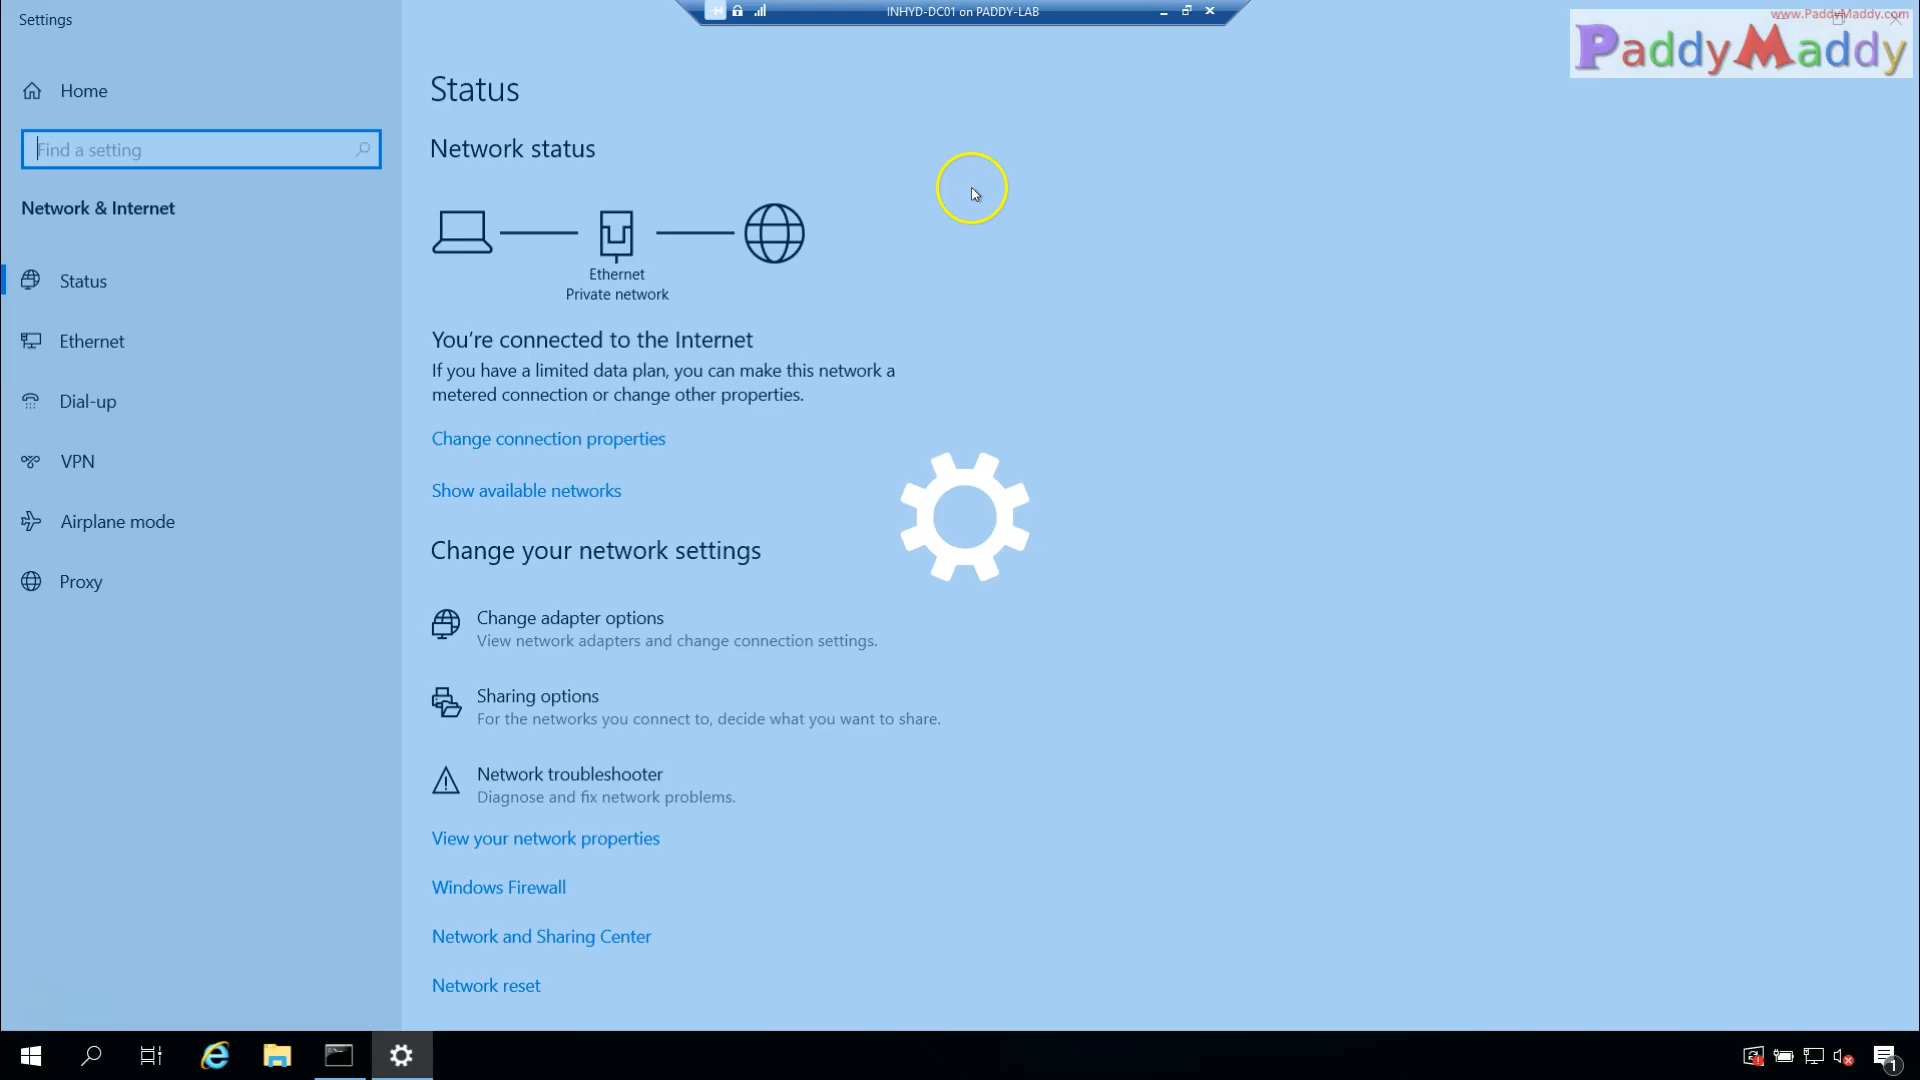 Settings
INHYD-DC01 on PADDY-LAB
www.PaddyMaddy.com
PaddyMaddy
Home
Find a setting
Network & Internet
Status
Ethernet
Dial-up
VPN
Airplane mode
Proxy
Status
Network status
Ethernet
Private network
You're connected to the Internet
If you have a limited data plan, you can make this network a
metered connection or change other properties.
Change connection properties
Show available networks
Change your network settings
Change adapter options
View network adapters and change connection settings.
Sharing options
For the networks you connect to, decide what you want to share.
Network troubleshooter
Diagnose and fix network problems.
View your network properties
Windows Firewall
Network and Sharing Center
Network reset
1